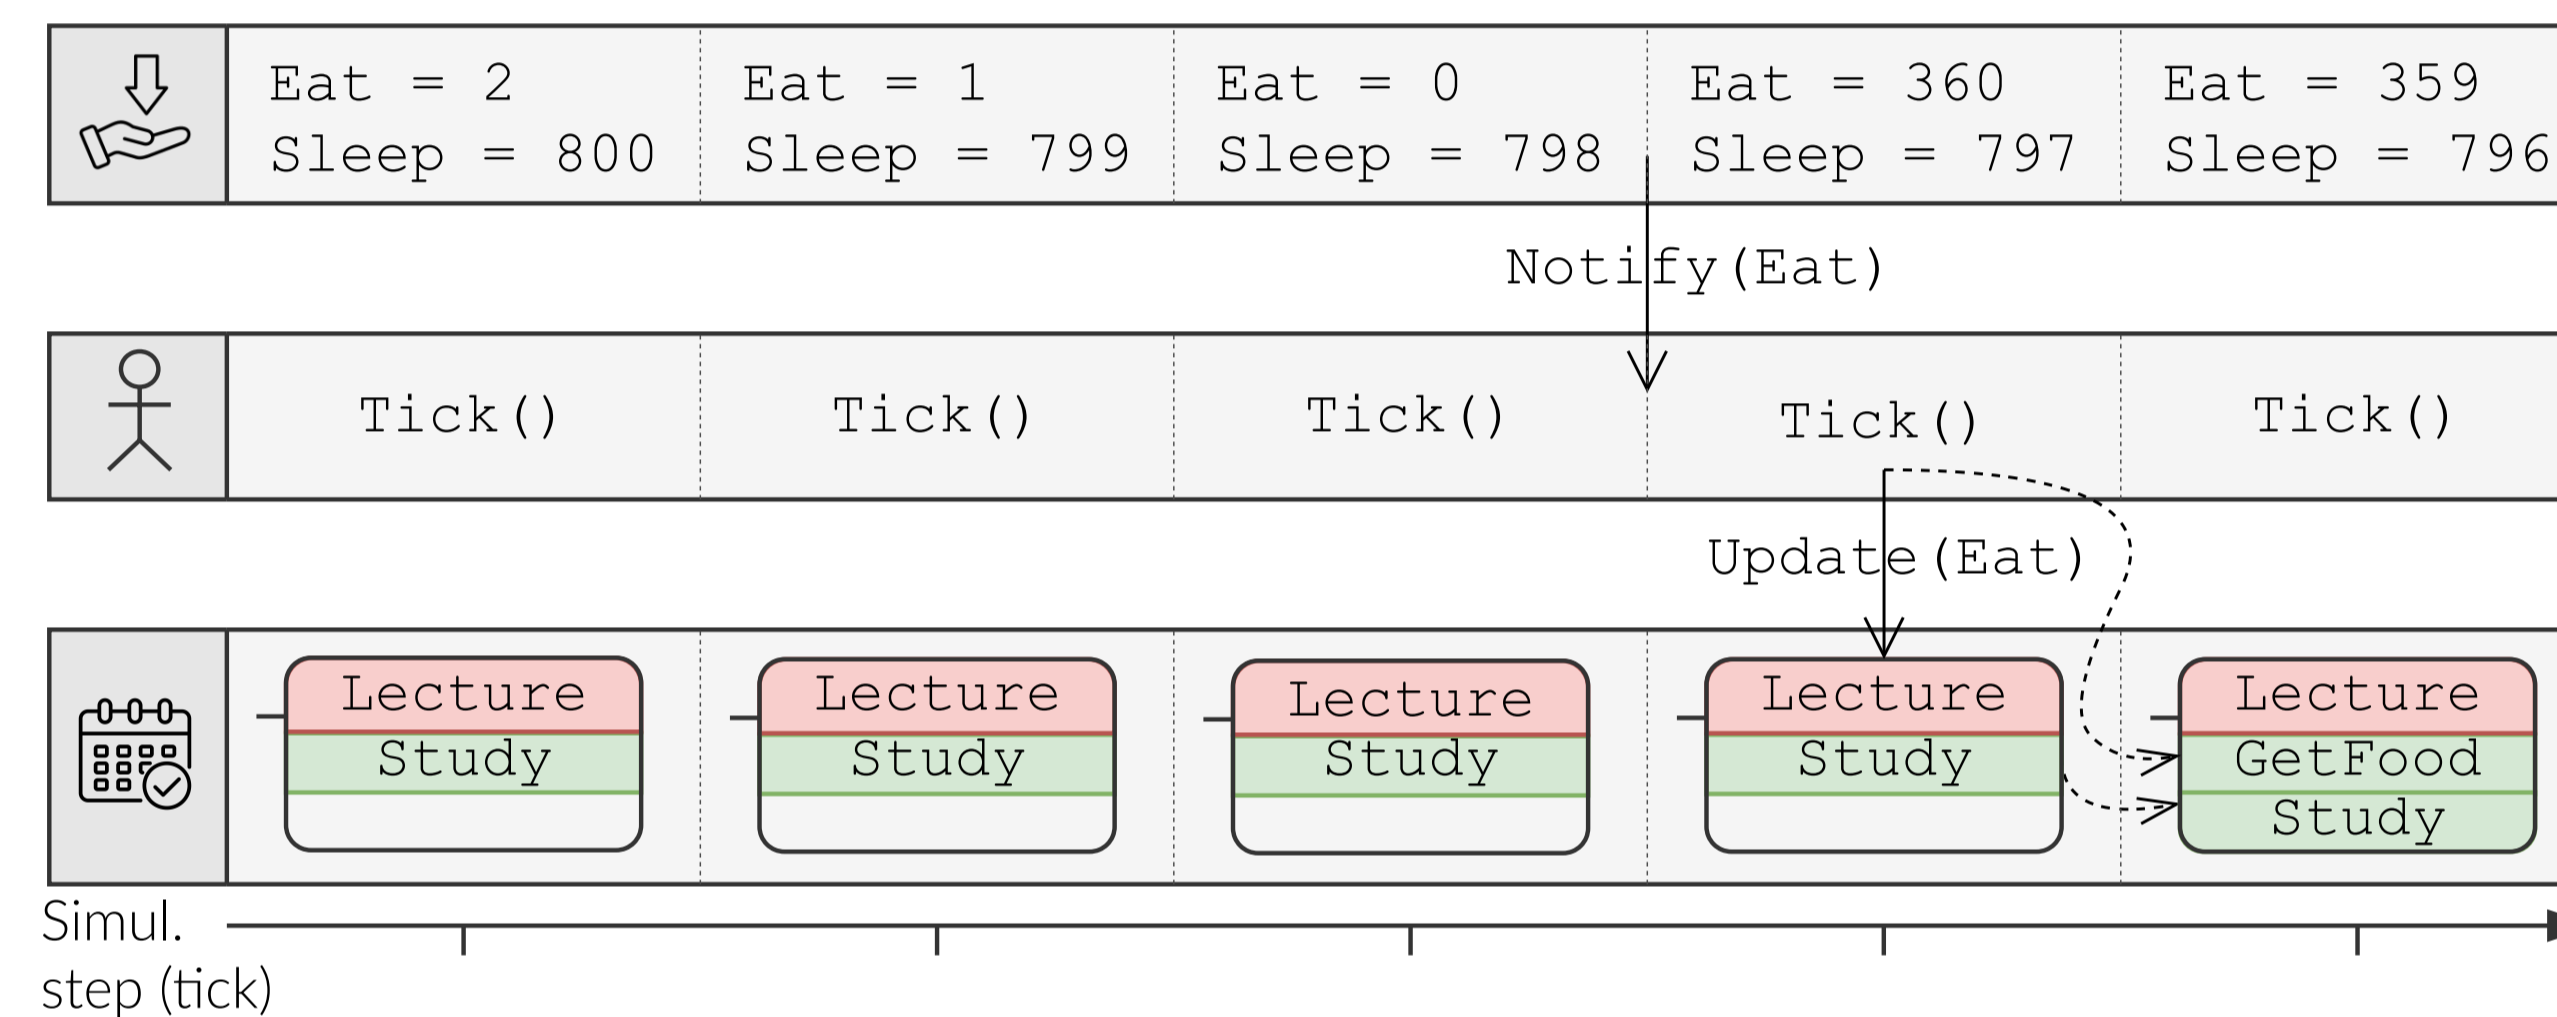 Eat = 2
Sleep = 800
Eat = 1
Sleep = 799
Eat = 0
Sleep = 798
Eat = 360
Sleep = 797
Eat = 359
Sleep = 796
Notify(Eat)
Tick()
Tick()
Tick()
Tick()
Tick()
Update(Eat)
Lecture
Study
Lecture
Study
Lecture
Study
Lecture
Study
Lecture
GetFood
Study
Simul.
step (tick)